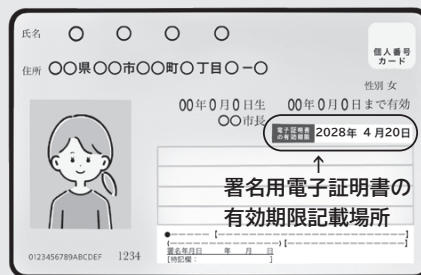 氏名 〇 〇 〇 〇
個人番号
カード
住所 〇〇県〇〇市〇〇町〇丁目〇−〇
性別 女
00年0月0日生 00年0月0日まで有効
〇〇市長
電子証明書
の有効期限 2028年 4月20日
↑
署名用電子証明書の
有効期限記載場所
署名年月日 年 月 日
[特記欄: ]
0123456789ABCDEF 1234